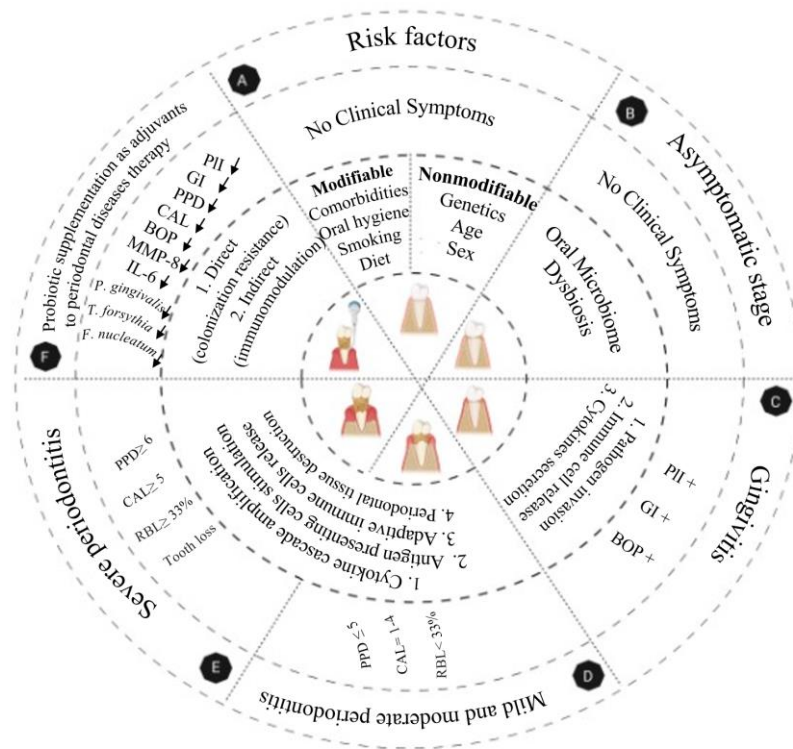 A
Risk factors
No Clinical Symptoms
Modifiable
Comorbidities
Oral hygiene
Smoking
Diet
Nonmodifiable
Genetics
Age
Sex
B
Asymptomatic stage
No Clinical Symptoms
Oral Microbiome
Dysbiosis
C
Gingivitis
PII +
GI +
BOP +
1. Pathogen invasion
2. Immune cell release
3. Cytokines secretion
D
Mild and moderate periodontitis
PPD ≤ 5
CAL= 1-4
RBL< 33%
1. Cytokine cascade amplification
2. Antigen presenting cells stimulation
3. Adaptive immune cells release
4. Periodontal tissue destruction
E
Severe periodontitis
PPD≥ 6
CAL≥ 5
RBL≥ 33%
Tooth loss
F
Probiotic supplementation as adjuvants
to periodontal diseases therapy
PII ↓
GI ↓
PPD ↓
CAL ↓
BOP ↓
MMP-8 ↓
IL-6 ↓
P. gingivalis ↓
T. forsythia ↓
F. nucleatum ↓
1. Direct
(colonization resistance)
2. Indirect
(immunomodulation)